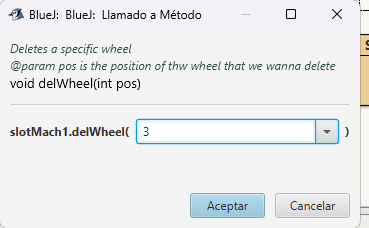 BlueJ: BlueJ: Llamado a Método
Deletes a specific wheel
@param pos is the position of thw wheel that we wanna delete
void delWheel(int pos)
slotMach1.delWheel( 3 )
Aceptar Cancelar